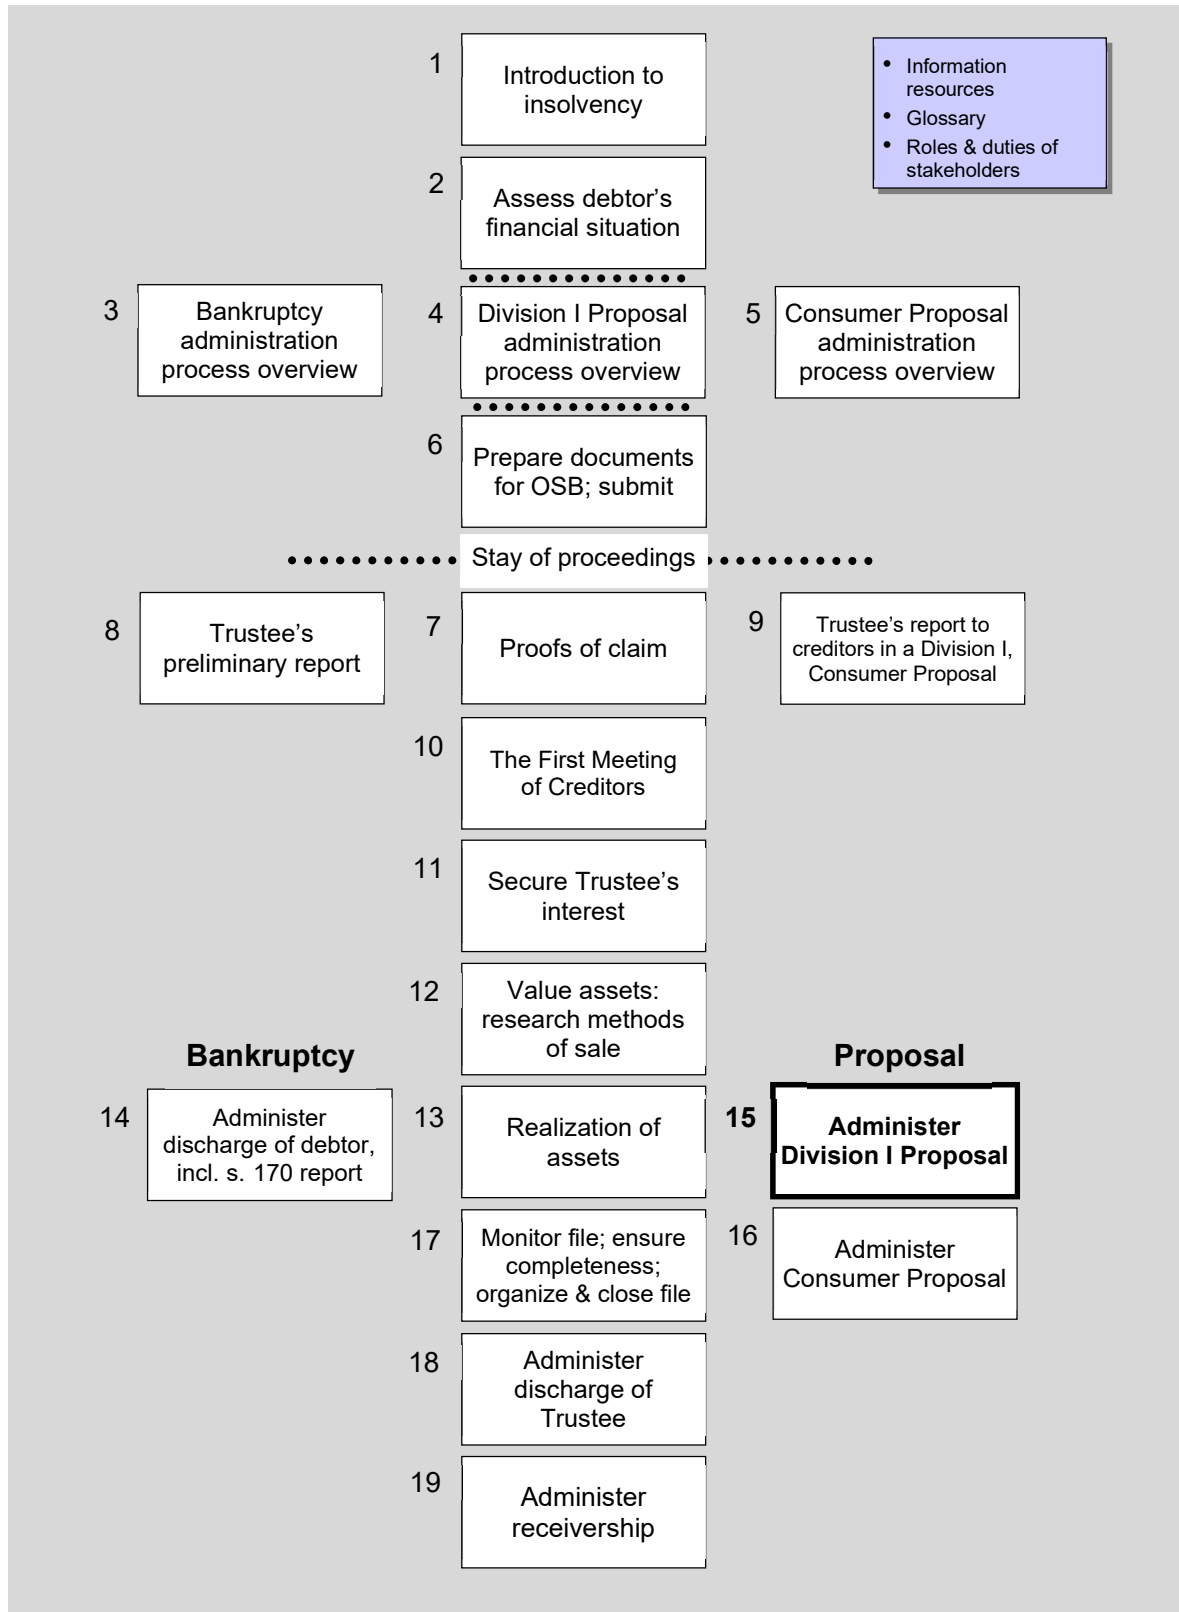 1
Introduction to
insolvency
• Information
resources
• Glossary
• Roles & duties of
stakeholders
2
Assess debtor’s
financial situation
3
Bankruptcy
administration
process overview
4
Division I Proposal
administration
process overview
5
Consumer Proposal
administration
process overview
6
Prepare documents
for OSB; submit
Stay of proceedings
8
Trustee’s
preliminary report
7
Proofs of claim
9
Trustee’s report to
creditors in a Division I,
Consumer Proposal
10
The First Meeting
of Creditors
11
Secure Trustee’s
interest
12
Value assets:
research methods
of sale
Bankruptcy
Proposal
14
Administer
discharge of debtor,
incl. s. 170 report
13
Realization of
assets
15
Administer
Division I Proposal
17
Monitor file; ensure
completeness;
organize & close file
16
Administer
Consumer Proposal
18
Administer
discharge of
Trustee
19
Administer
receivership